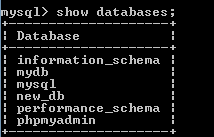 mysql> show databases;
+--------------------+
| Database           |
+--------------------+
| information_schema |
| mydb               |
| mysql              |
| new_db             |
| performance_schema |
| phpmyadmin         |